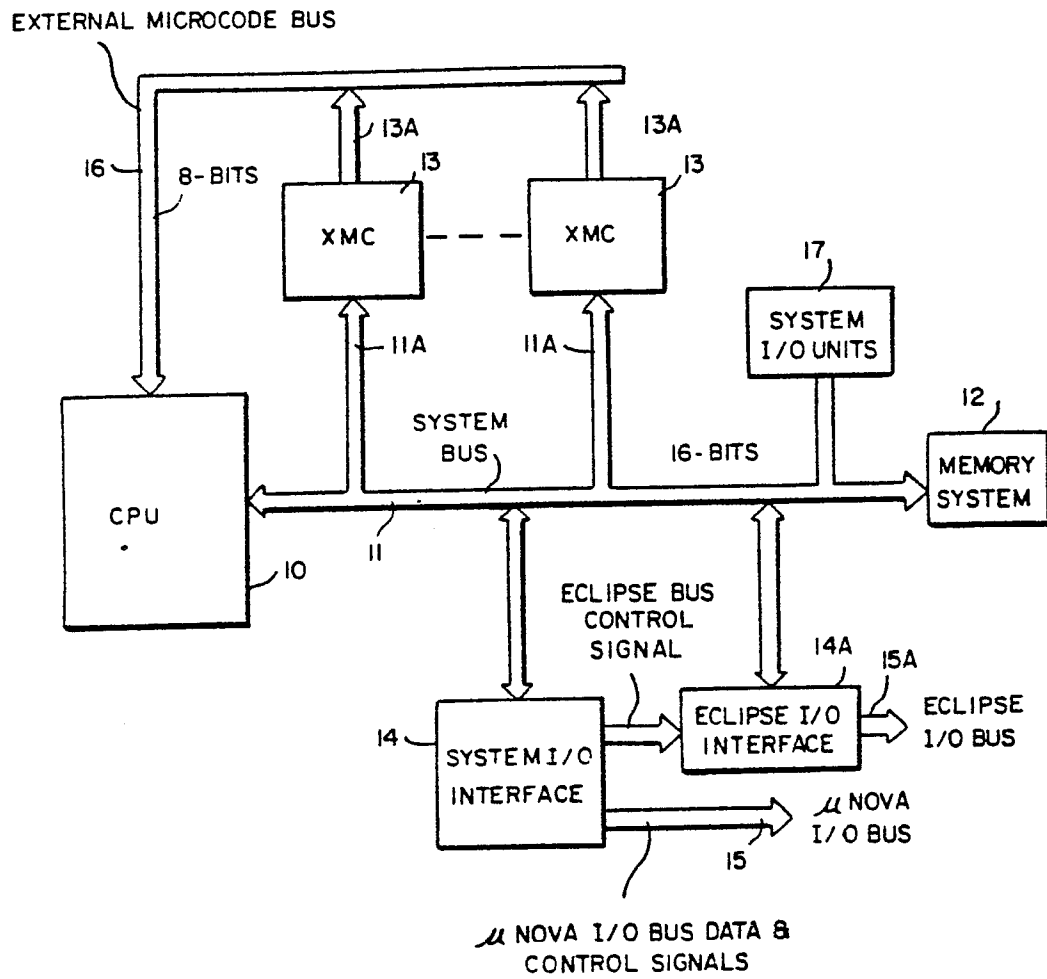 EXTERNAL MICROCODE BUS
13A
13A
16
8-BITS
13
13
XMC
XMC
17
SYSTEM
I/O UNITS
11A
11A
SYSTEM
BUS
16-BITS
12
MEMORY
SYSTEM
CPU
11
10
ECLIPSE BUS
CONTROL
SIGNAL
14A
15A
14
SYSTEM I/O
INTERFACE
ECLIPSE I/O
INTERFACE
ECLIPSE
I/O BUS
μ NOVA
I/O BUS
15
μ NOVA I/O BUS DATA &
CONTROL SIGNALS